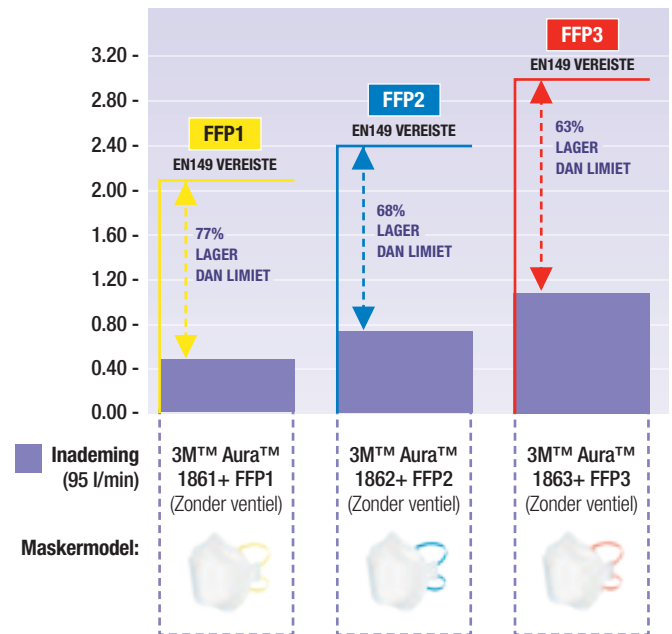 3.20 -
2.80 -
2.40 -
2.00 -
1.60 -
1.20 -
0.80 -
0.40 -
0.00 -
FFP1
EN149 VEREISTE
77%
LAGER
DAN LIMIET
FFP2
EN149 VEREISTE
68%
LAGER
DAN LIMIET
FFP3
EN149 VEREISTE
63%
LAGER
DAN LIMIET
Inademing
(95 l/min)
3M™ Aura™
1861+ FFP1
(Zonder ventiel)
3M™ Aura™
1862+ FFP2
(Zonder ventiel)
3M™ Aura™
1863+ FFP3
(Zonder ventiel)
Maskermodel: